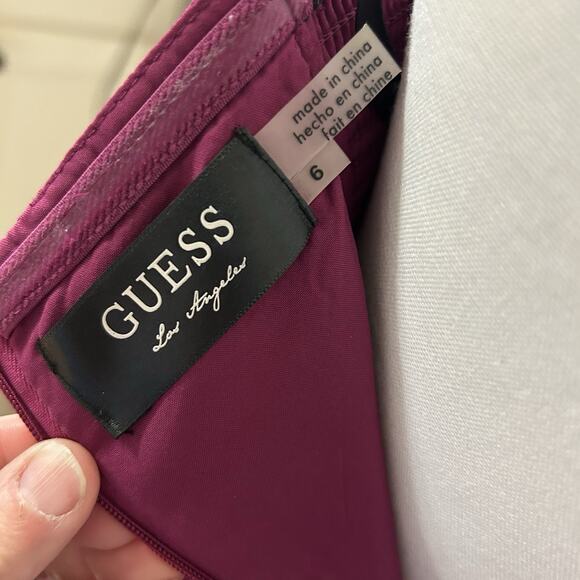 made in china
hecho en china
fait en chine
6
GUESS
Los Angeles